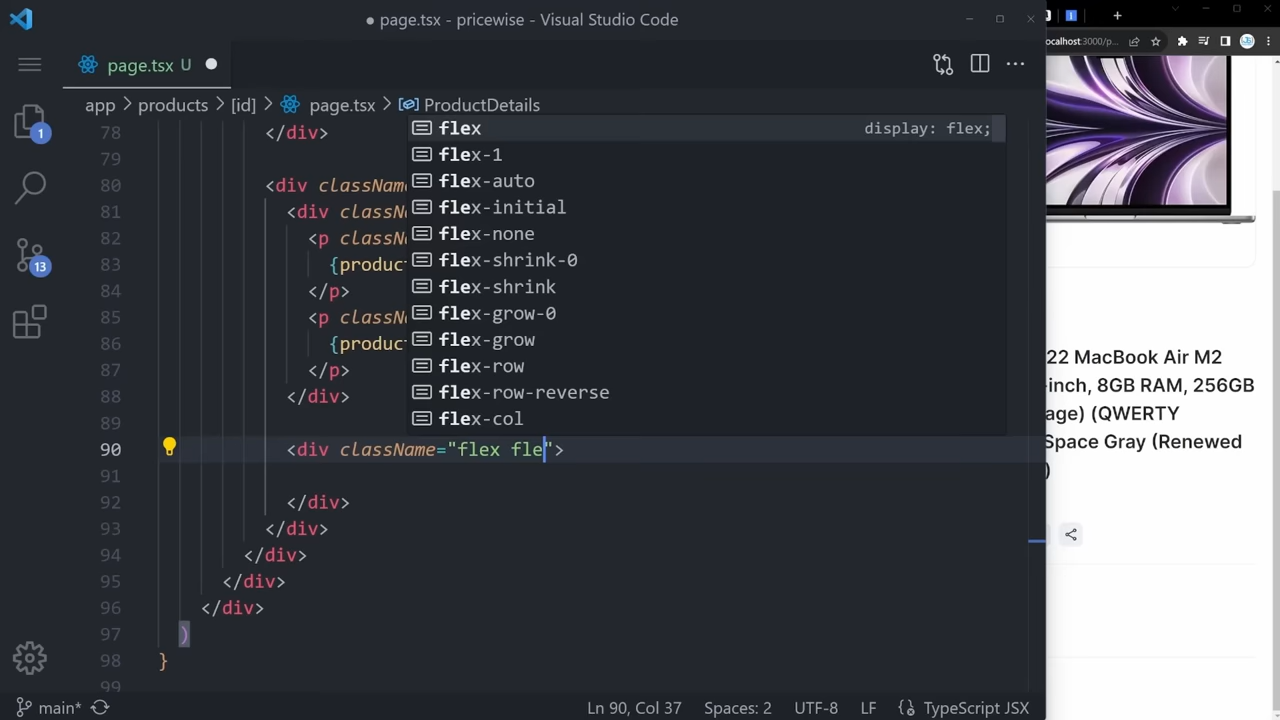 ● page.tsx - pricewise - Visual Studio Code
page.tsx U
app > products > [id] > page.tsx > ProductDetails
localhost:3000/p...
78 </div>
79
80 <div className
81 <div classNa
82 <p classNa
83 {produc
84 </p>
85 <p classNa
86 {produc
87 </p>
88 </div>
89
90 <div className="flex fle">
91
92 </div>
93 </div>
94 </div>
95 </div>
96 </div>
97 )
98 }
99
flex display: flex;
flex-1
flex-auto
flex-initial
flex-none
flex-shrink-0
flex-shrink
flex-grow-0
flex-grow
flex-row
flex-row-reverse
flex-col
1
13
22 MacBook Air M2
-inch, 8GB RAM, 256GB
age) (QWERTY
Space Gray (Renewed
)
main* Ln 90, Col 37 Spaces: 2 UTF-8 LF TypeScript JSX